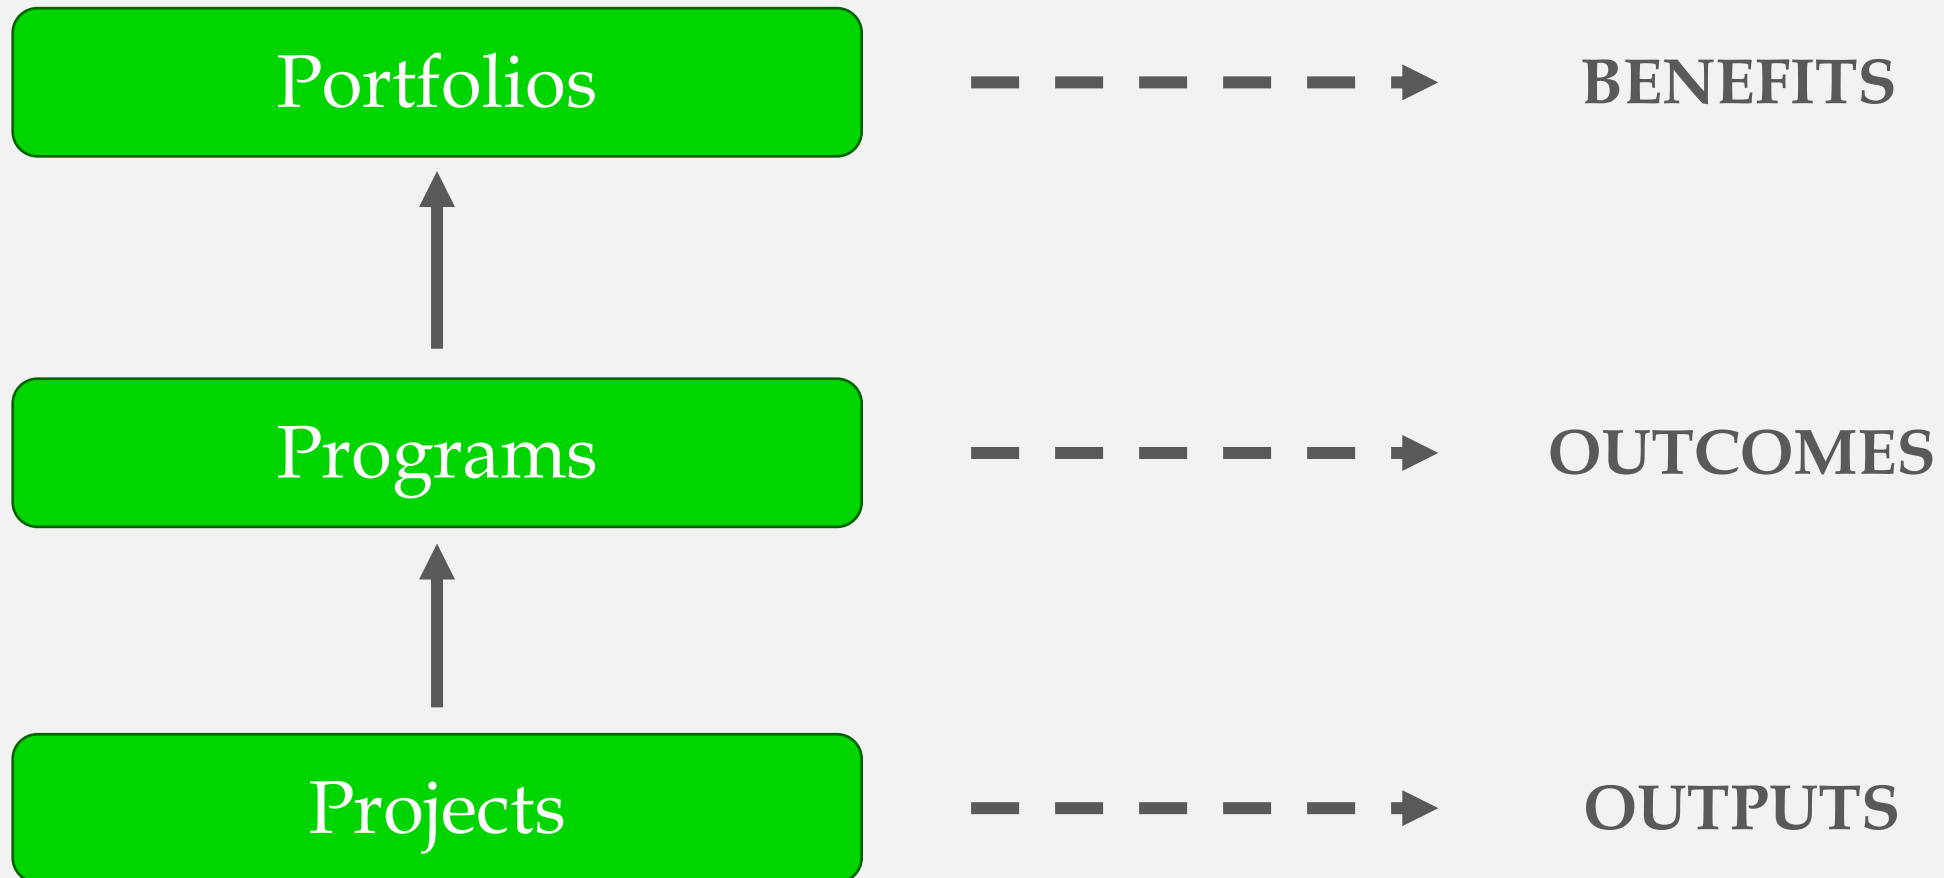 Portfolios
BENEFITS
Programs
OUTCOMES
Projects
OUTPUTS